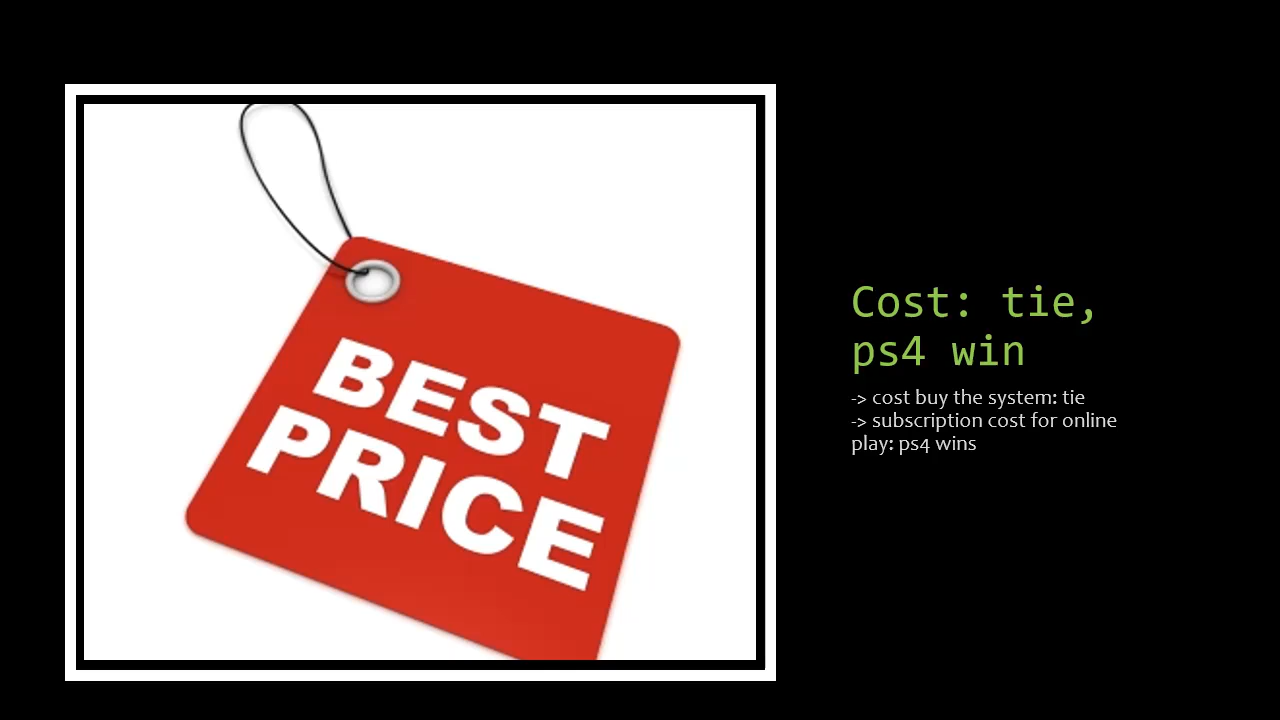 BEST
PRICE
Cost: tie,
ps4 win
-> cost buy the system: tie
-> subscription cost for online
play: ps4 wins